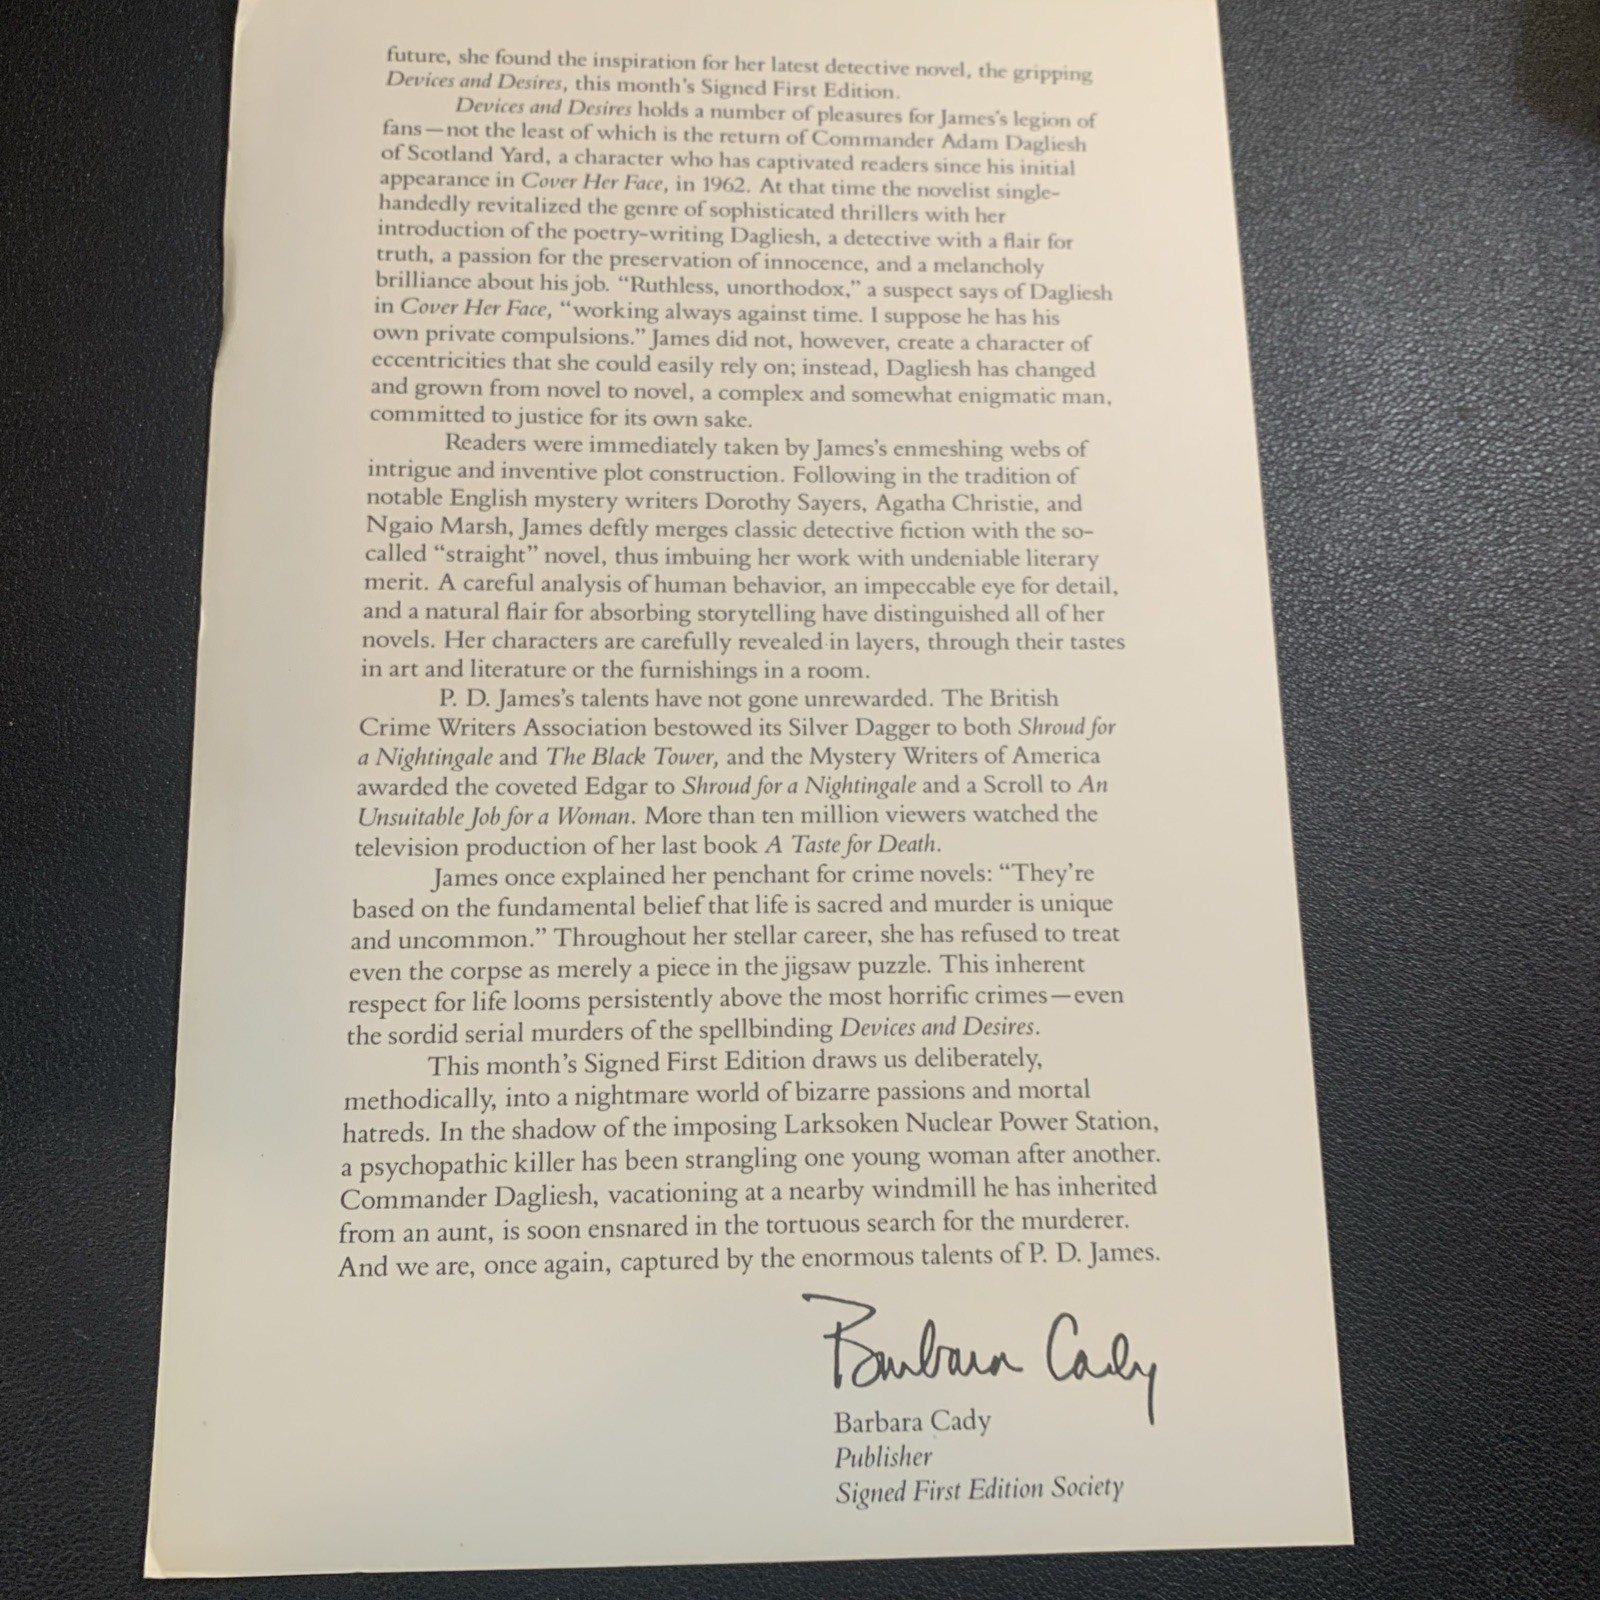 future, she found the inspiration for her latest detective novel, the gripping
Devices and Desires, this month's Signed First Edition.
Devices and Desires holds a number of pleasures for James's legion of
fans—not the least of which is the return of Commander Adam Dagliesh
of Scotland Yard, a character who has captivated readers since his initial
appearance in Cover Her Face, in 1962. At that time the novelist single-
handedly revitalized the genre of sophisticated thrillers with her
introduction of the poetry-writing Dagliesh, a detective with a flair for
truth, a passion for the preservation of innocence, and a melancholy
brilliance about his job. “Ruthless, unorthodox,” a suspect says of Dagliesh
in Cover Her Face, “working always against time. I suppose he has his
own private compulsions.” James did not, however, create a character of
eccentricities that she could easily rely on; instead, Dagliesh has changed
and grown from novel to novel, a complex and somewhat enigmatic man,
committed to justice for its own sake.
Readers were immediately taken by James's enmeshing webs of
intrigue and inventive plot construction. Following in the tradition of
notable English mystery writers Dorothy Sayers, Agatha Christie, and
Ngaio Marsh, James deftly merges classic detective fiction with the so-
called “straight” novel, thus imbuing her work with undeniable literary
merit. A careful analysis of human behavior, an impeccable eye for detail,
and a natural flair for absorbing storytelling have distinguished all of her
novels. Her characters are carefully revealed in layers, through their tastes
in art and literature or the furnishings in a room.
P. D. James's talents have not gone unrewarded. The British
Crime Writers Association bestowed its Silver Dagger to both Shroud for
a Nightingale and The Black Tower, and the Mystery Writers of America
awarded the coveted Edgar to Shroud for a Nightingale and a Scroll to An
Unsuitable Job for a Woman. More than ten million viewers watched the
television production of her last book A Taste for Death.
James once explained her penchant for crime novels: “They're
based on the fundamental belief that life is sacred and murder is unique
and uncommon.” Throughout her stellar career, she has refused to treat
even the corpse as merely a piece in the jigsaw puzzle. This inherent
respect for life looms persistently above the most horrific crimes—even
the sordid serial murders of the spellbinding Devices and Desires.
This month's Signed First Edition draws us deliberately,
methodically, into a nightmare world of bizarre passions and mortal
hatreds. In the shadow of the imposing Larksoken Nuclear Power Station,
a psychopathic killer has been strangling one young woman after another.
Commander Dagliesh, vacationing at a nearby windmill he has inherited
from an aunt, is soon ensnared in the tortuous search for the murderer.
And we are, once again, captured by the enormous talents of P. D. James.
Barbara Cady
Barbara Cady
Publisher
Signed First Edition Society